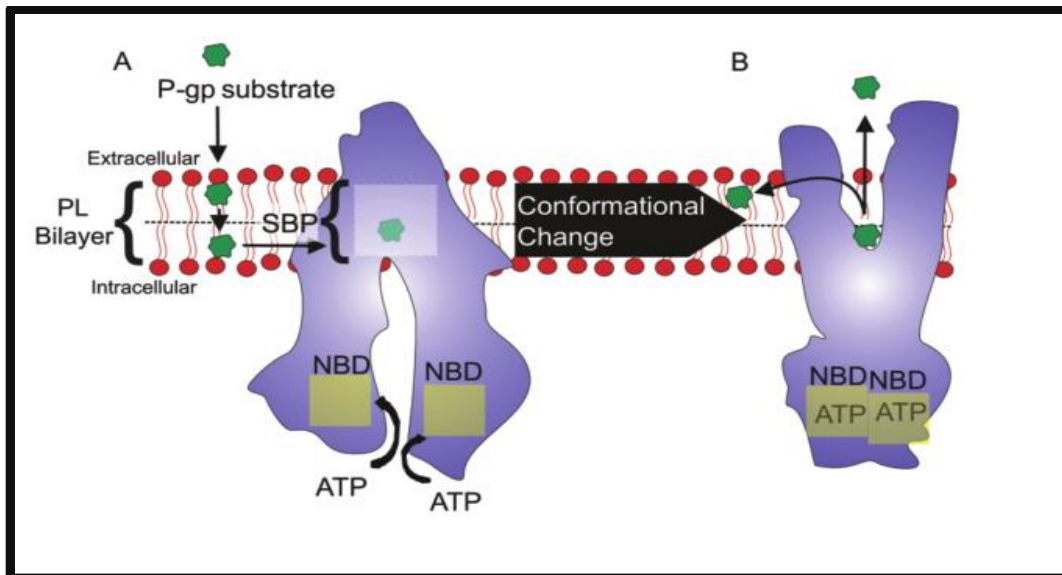 A
P-gp substrate
Extracellular
PL
Bilayer
SBP
Intracellular
NBD
NBD
ATP
ATP
Conformational
Change
B
NBD
NBD
ATP
ATP